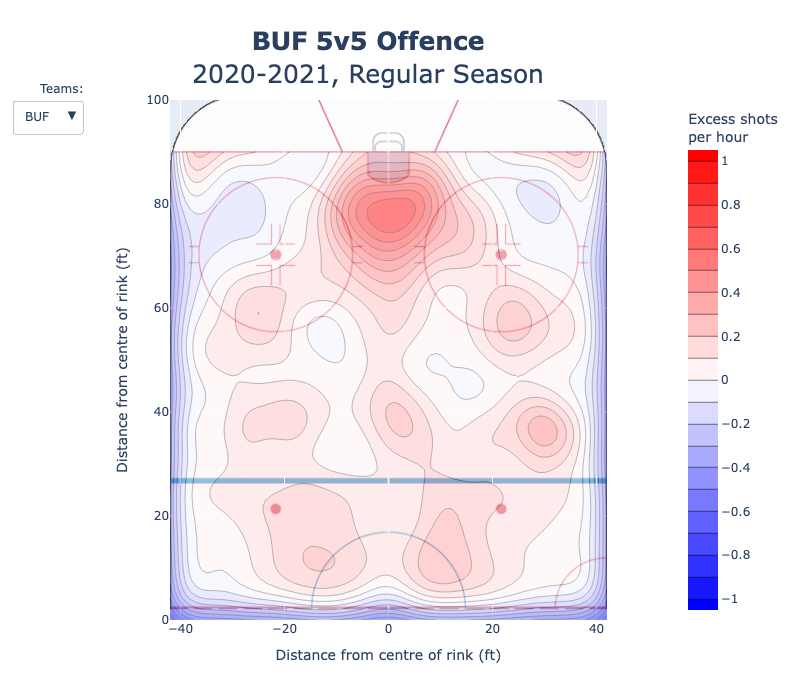 BUF 5v5 Offence
2020-2021, Regular Season
Teams:
BUF ▼
Excess shots
per hour
1
0.8
0.6
0.4
0.2
0
−0.2
−0.4
−0.6
−0.8
−1
100
80
60
40
20
0
Distance from centre of rink (ft)
−40
−20
0
20
40
Distance from centre of rink (ft)